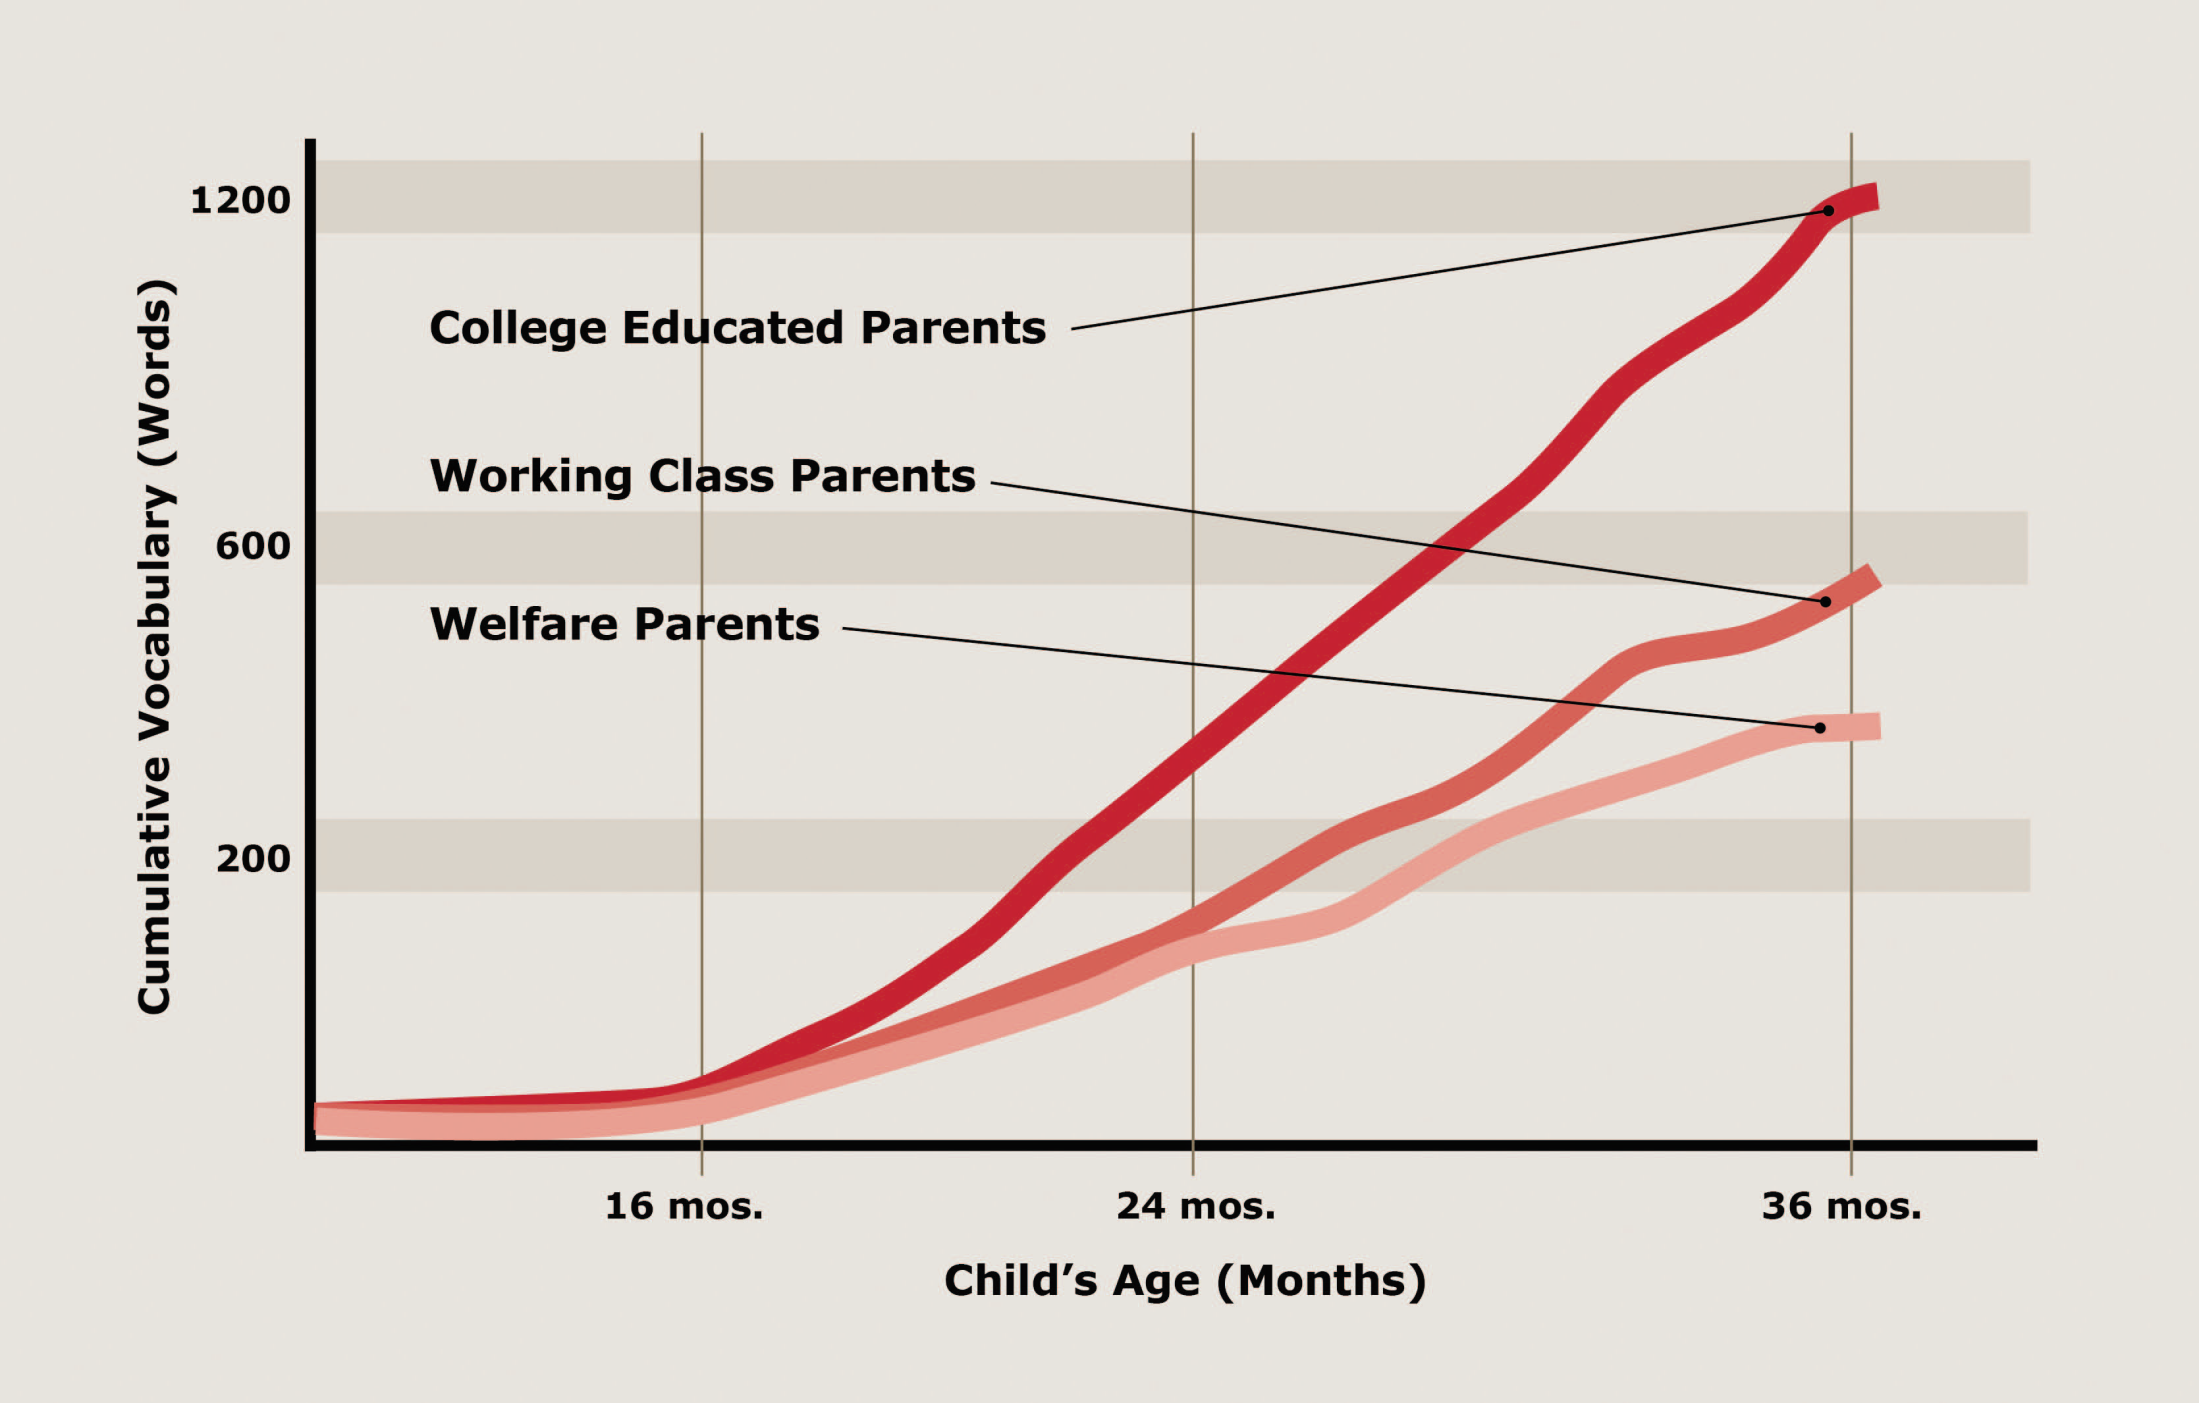 1200
College Educated Parents
Working Class Parents
600
Welfare Parents
200
Cumulative Vocabulary (Words)
16 mos.
24 mos.
36 mos.
Child’s Age (Months)